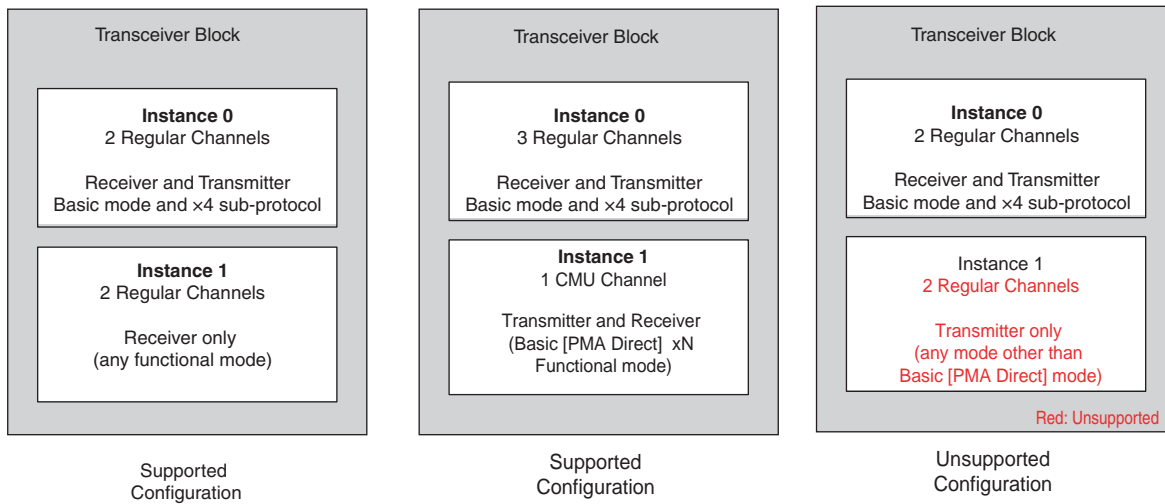 Transceiver Block
Instance 0
2 Regular Channels
Receiver and Transmitter
Basic mode and ×4 sub-protocol
Instance 1
2 Regular Channels
Receiver only
(any functional mode)
Supported
Configuration
Transceiver Block
Instance 0
3 Regular Channels
Receiver and Transmitter
Basic mode and ×4 sub-protocol
Instance 1
1 CMU Channel
Transmitter and Receiver
(Basic [PMA Direct] xN
Functional mode)
Supported
Configuration
Transceiver Block
Instance 0
2 Regular Channels
Receiver and Transmitter
Basic mode and ×4 sub-protocol
Instance 1
2 Regular Channels
Transmitter only
(any mode other than
Basic [PMA Direct] mode)
Red: Unsupported
Unsupported
Configuration